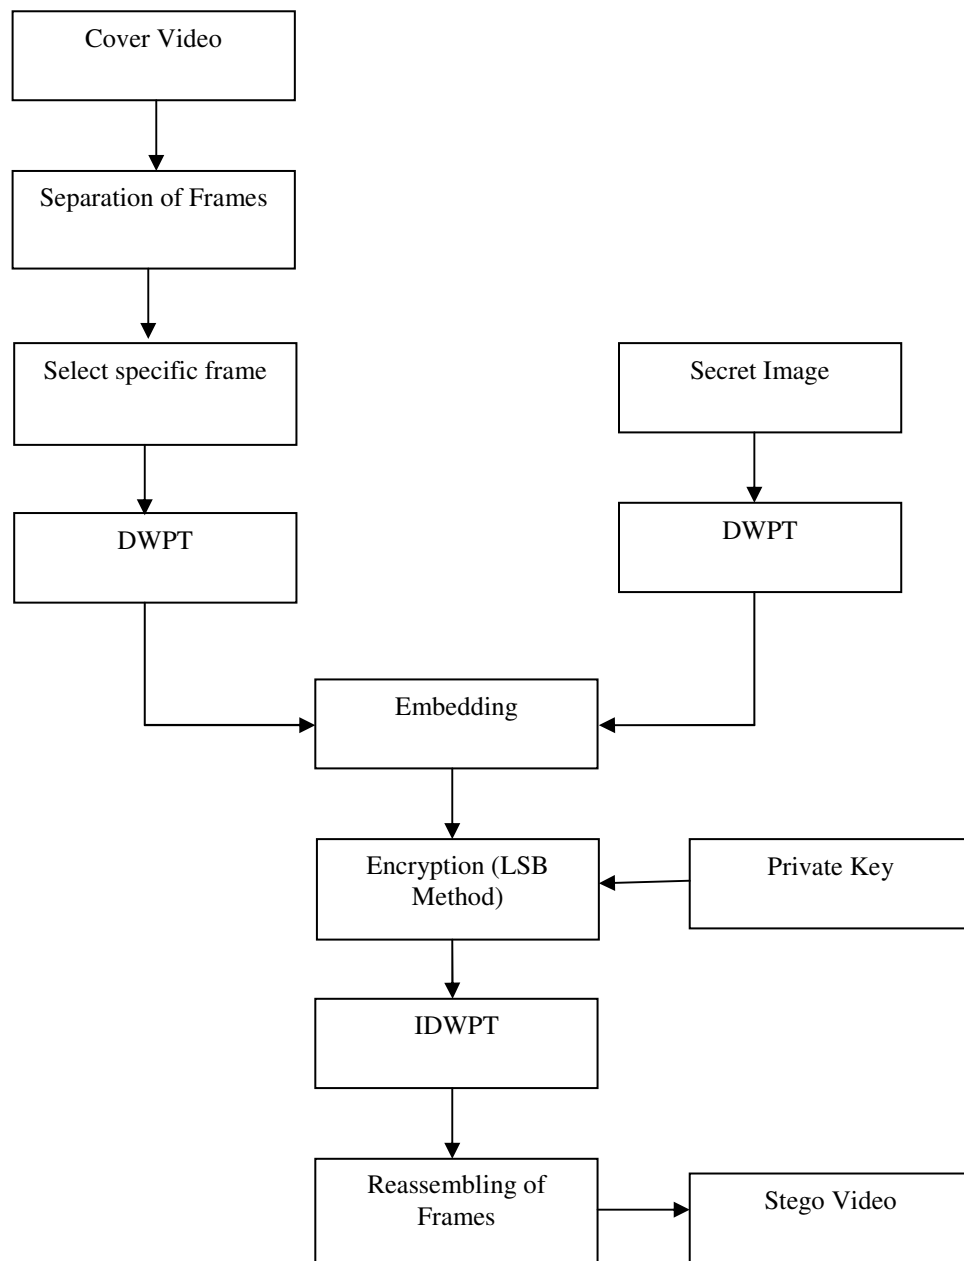 Cover Video
Separation of Frames
Select specific frame
Secret Image
DWPT
DWPT
Embedding
Encryption (LSB
Method)
Private Key
IDWPT
Reassembling of
Frames
Stego Video